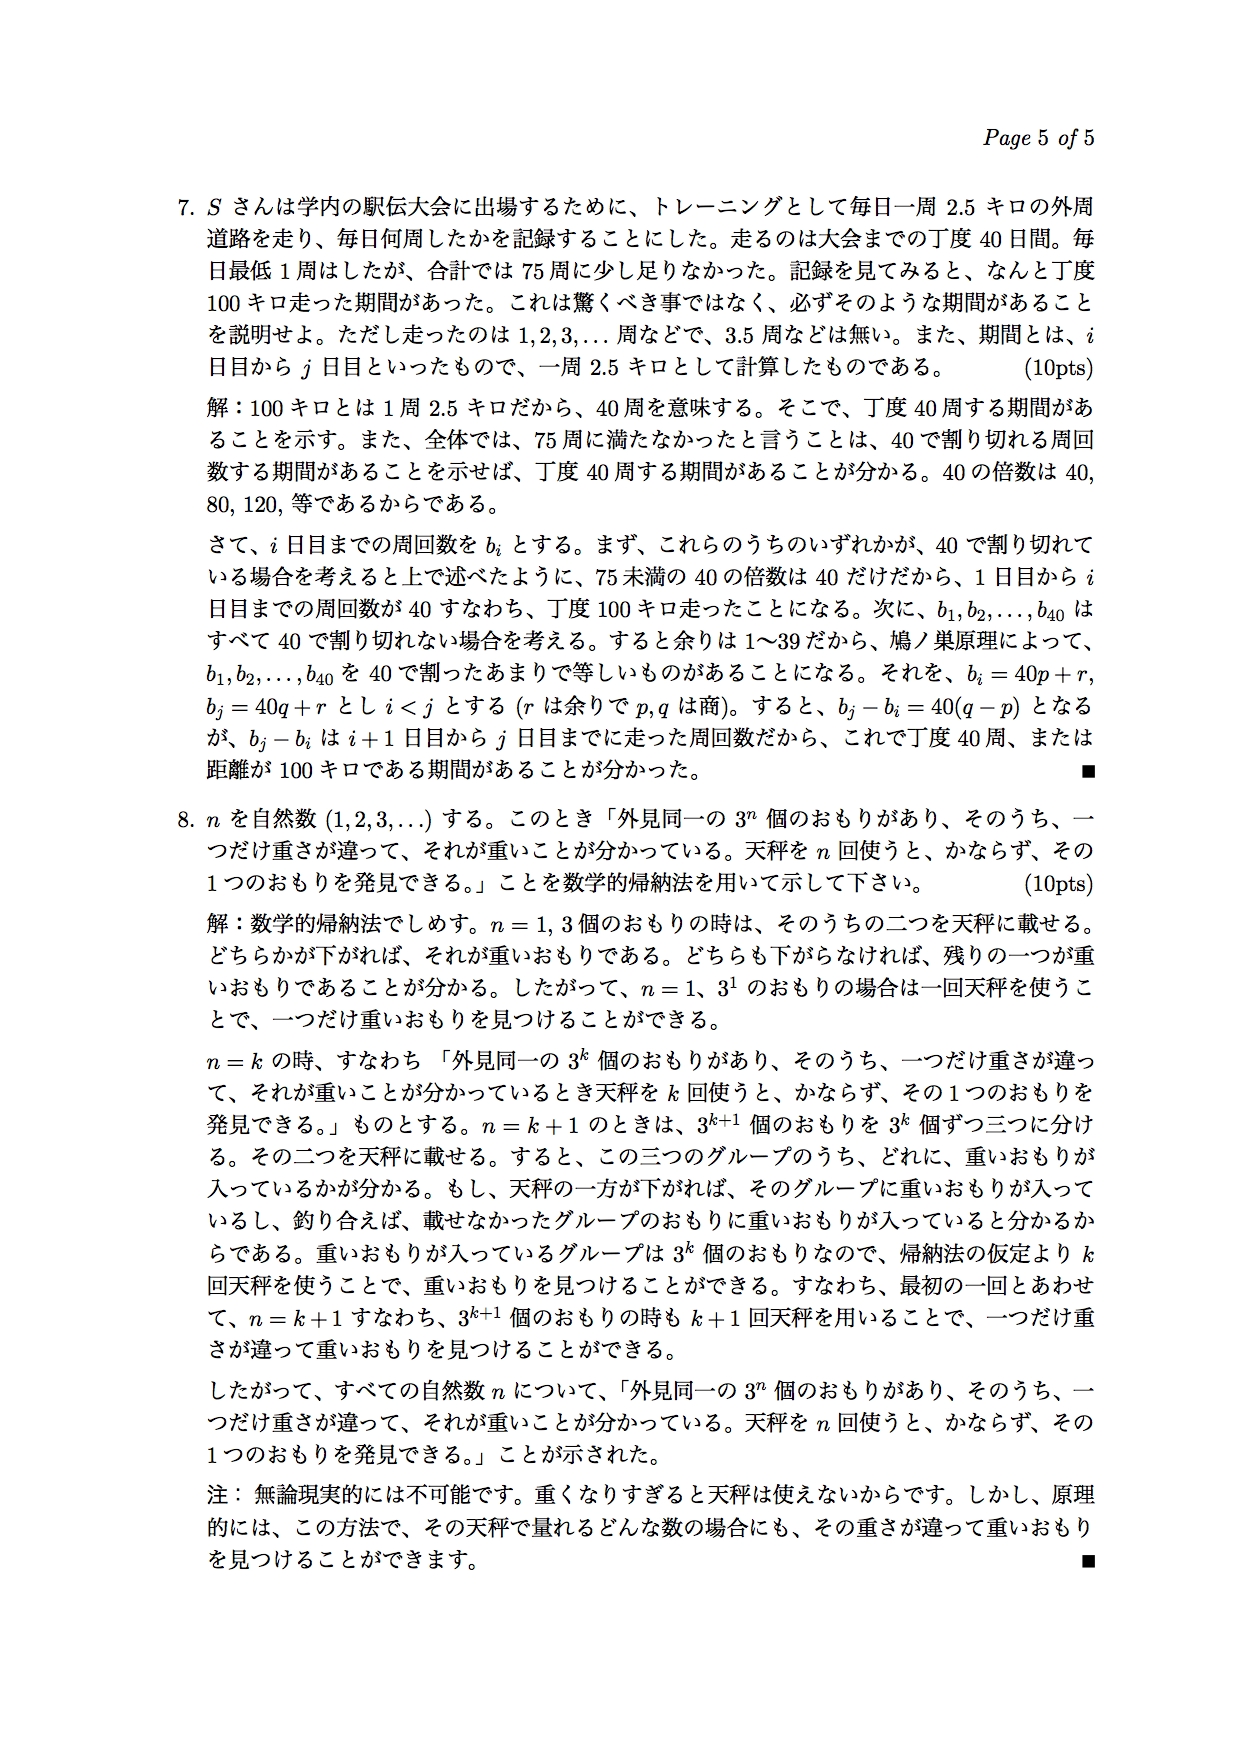 Page 5 of 5
7. S さんは学内の駅伝大会に出場するために、トレーニングとして毎日一周 2.5 キロの外周
道路を走り、毎日何周したかを記録することにした。走るのは大会までの丁度 40 日間。毎
日最低 1 周はしたが、合計では 75 周に少し足りなかった。記録を見てみると、なんと丁度
100 キロ走った期間があった。これは驚くべき事ではなく、必ずそのような期間があること
を説明せよ。ただし走ったのは 1, 2, 3, . . . 周などで、3.5 周などは無い。また、期間とは、i
日目から j 日目といったもので、一周 2.5 キロとして計算したものである。 (10pts)
解：100 キロとは 1 周 2.5 キロだから、40 周を意味する。そこで、丁度 40 周する期間があ
ることを示す。また、全体では、75 周に満たなかったと言うことは、40 で割り切れる周回
数する期間があることを示せば、丁度 40 周する期間があることが分かる。40 の倍数は 40,
80, 120, 等であるからである。
さて、i 日目までの周回数を b_i とする。まず、これらのうちのいずれかが、40 で割り切れて
いる場合を考えると上で述べたように、75 未満の 40 の倍数は 40 だけだから、1 日目から i
日目までの周回数が 40 すなわち、丁度 100 キロ走ったことになる。次に、b_1, b_2, . . . , b_40 は
すべて 40 で割り切れない場合を考える。すると余りは 1〜39 だから、鳩ノ巣原理によって、
b_1, b_2, . . . , b_40 を 40 で割ったあまりで等しいものがあることになる。それを、b_i = 40p + r,
b_j = 40q + r とし i < j とする (r は余りで p, q は商)。すると、b_j − b_i = 40(q − p) となる
が、b_j − b_i は i + 1 日目から j 日目までに走った周回数だから、これで丁度 40 周、または
距離が 100 キロである期間があることが分かった。 ■
8. n を自然数 (1, 2, 3, . . .) する。このとき「外見同一の 3^n 個のおもりがあり、そのうち、一
つだけ重さが違って、それが重いことが分かっている。天秤を n 回使うと、かならず、その
1 つのおもりを発見できる。」ことを数学的帰納法を用いて示して下さい。 (10pts)
解：数学的帰納法でしめす。n = 1, 3 個のおもりの時は、そのうちの二つを天秤に載せる。
どちらかが下がれば、それが重いおもりである。どちらも下がらなければ、残りの一つが重
いおもりであることが分かる。したがって、n = 1、3^1 のおもりの場合は一回天秤を使うこ
とで、一つだけ重いおもりを見つけることができる。
n = k の時、すなわち 「外見同一の 3^k 個のおもりがあり、そのうち、一つだけ重さが違っ
て、それが重いことが分かっているとき天秤を k 回使うと、かならず、その 1 つのおもりを
発見できる。」ものとする。n = k + 1 のときは、3^{k+1} 個のおもりを 3^k 個ずつ三つに分け
る。その二つを天秤に載せる。すると、この三つのグループのうち、どれに、重いおもりが
入っているかが分かる。もし、天秤の一方が下がれば、そのグループに重いおもりが入って
いるし、釣り合えば、載せなかったグループのおもりに重いおもりが入っていると分かるか
らである。重いおもりが入っているグループは 3^k 個のおもりなので、帰納法の仮定より k
回天秤を使うことで、重いおもりを見つけることができる。すなわち、最初の一回とあわせ
て、n = k + 1 すなわち、3^{k+1} 個のおもりの時も k + 1 回天秤を用いることで、一つだけ重
さが違って重いおもりを見つけることができる。
したがって、すべての自然数 n について、「外見同一の 3^n 個のおもりがあり、そのうち、一
つだけ重さが違って、それが重いことが分かっている。天秤を n 回使うと、かならず、その
1 つのおもりを発見できる。」ことが示された。
注： 無論現実的には不可能です。重くなりすぎると天秤は使えないからです。しかし、原理
的には、この方法で、その天秤で量れるどんな数の場合にも、その重さが違って重いおもり
を見つけることができます。 ■